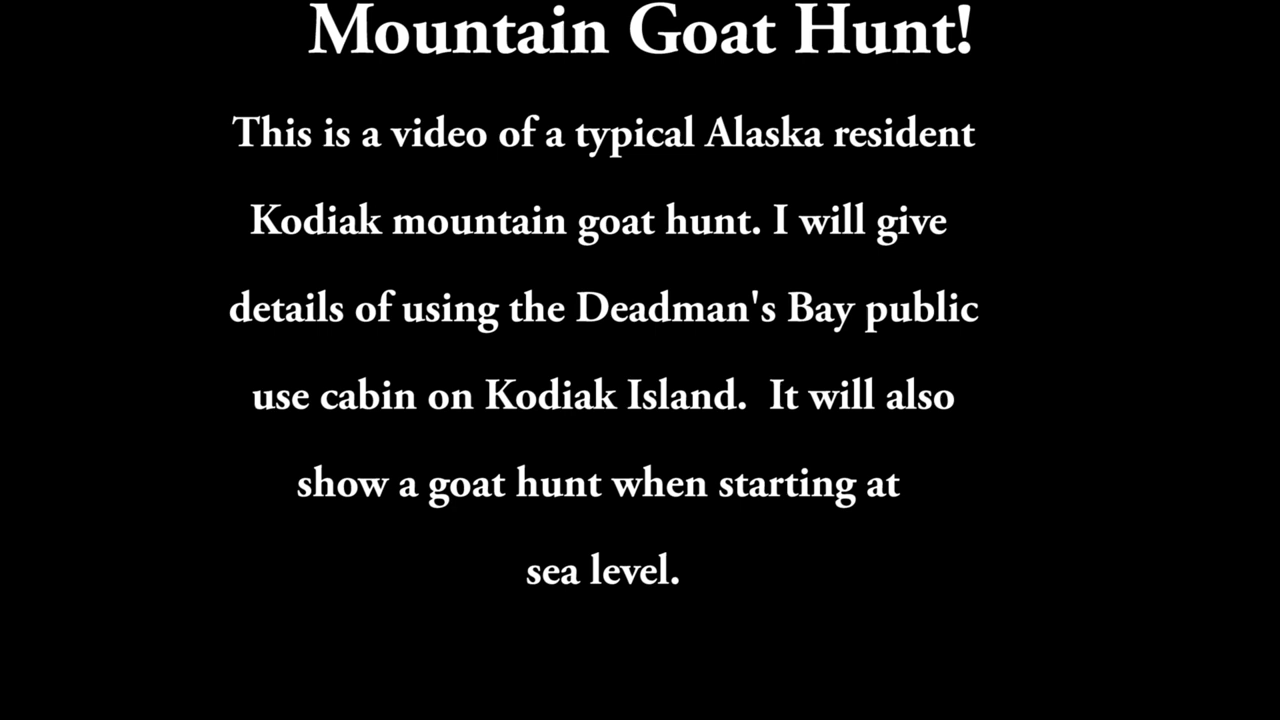 Mountain Goat Hunt!
This is a video of a typical Alaska resident
Kodiak mountain goat hunt. I will give
details of using the Deadman's Bay public
use cabin on Kodiak Island.  It will also
show a goat hunt when starting at
sea level.